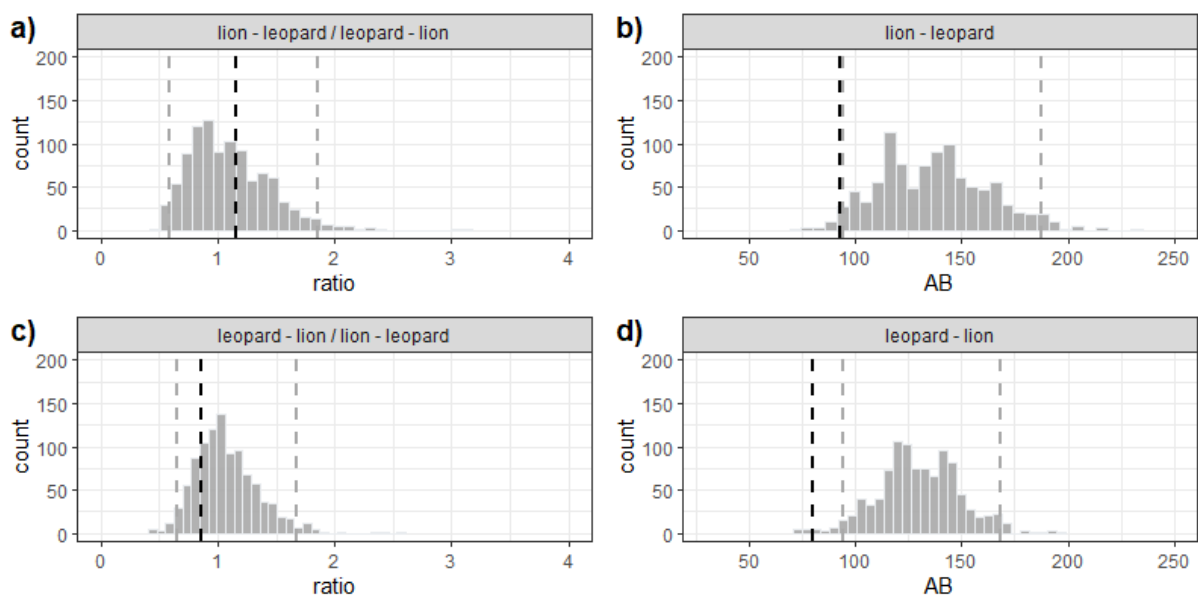 a)
lion - leopard / leopard - lion
200
150
100
50
0
count
0 1 2 3 4
ratio
b)
lion - leopard
200
150
100
50
0
count
50 100 150 200 250
AB
c)
leopard - lion / lion - leopard
200
150
100
50
0
count
0 1 2 3 4
ratio
d)
leopard - lion
200
150
100
50
0
count
50 100 150 200 250
AB